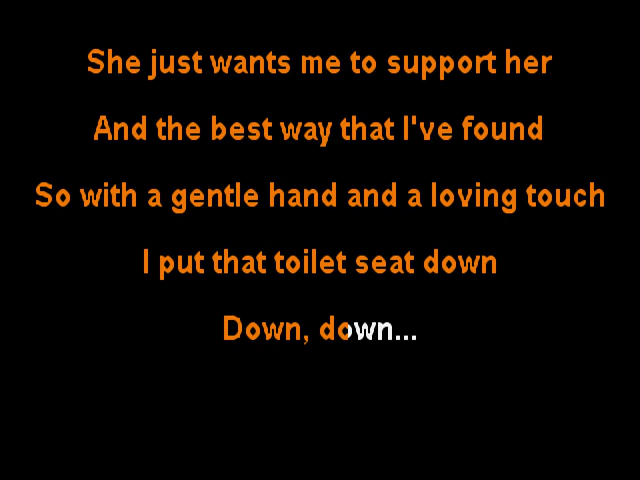 She just wants me to support her
And the best way that I've found
So with a gentle hand and a loving touch
I put that toilet seat down
Down, down...